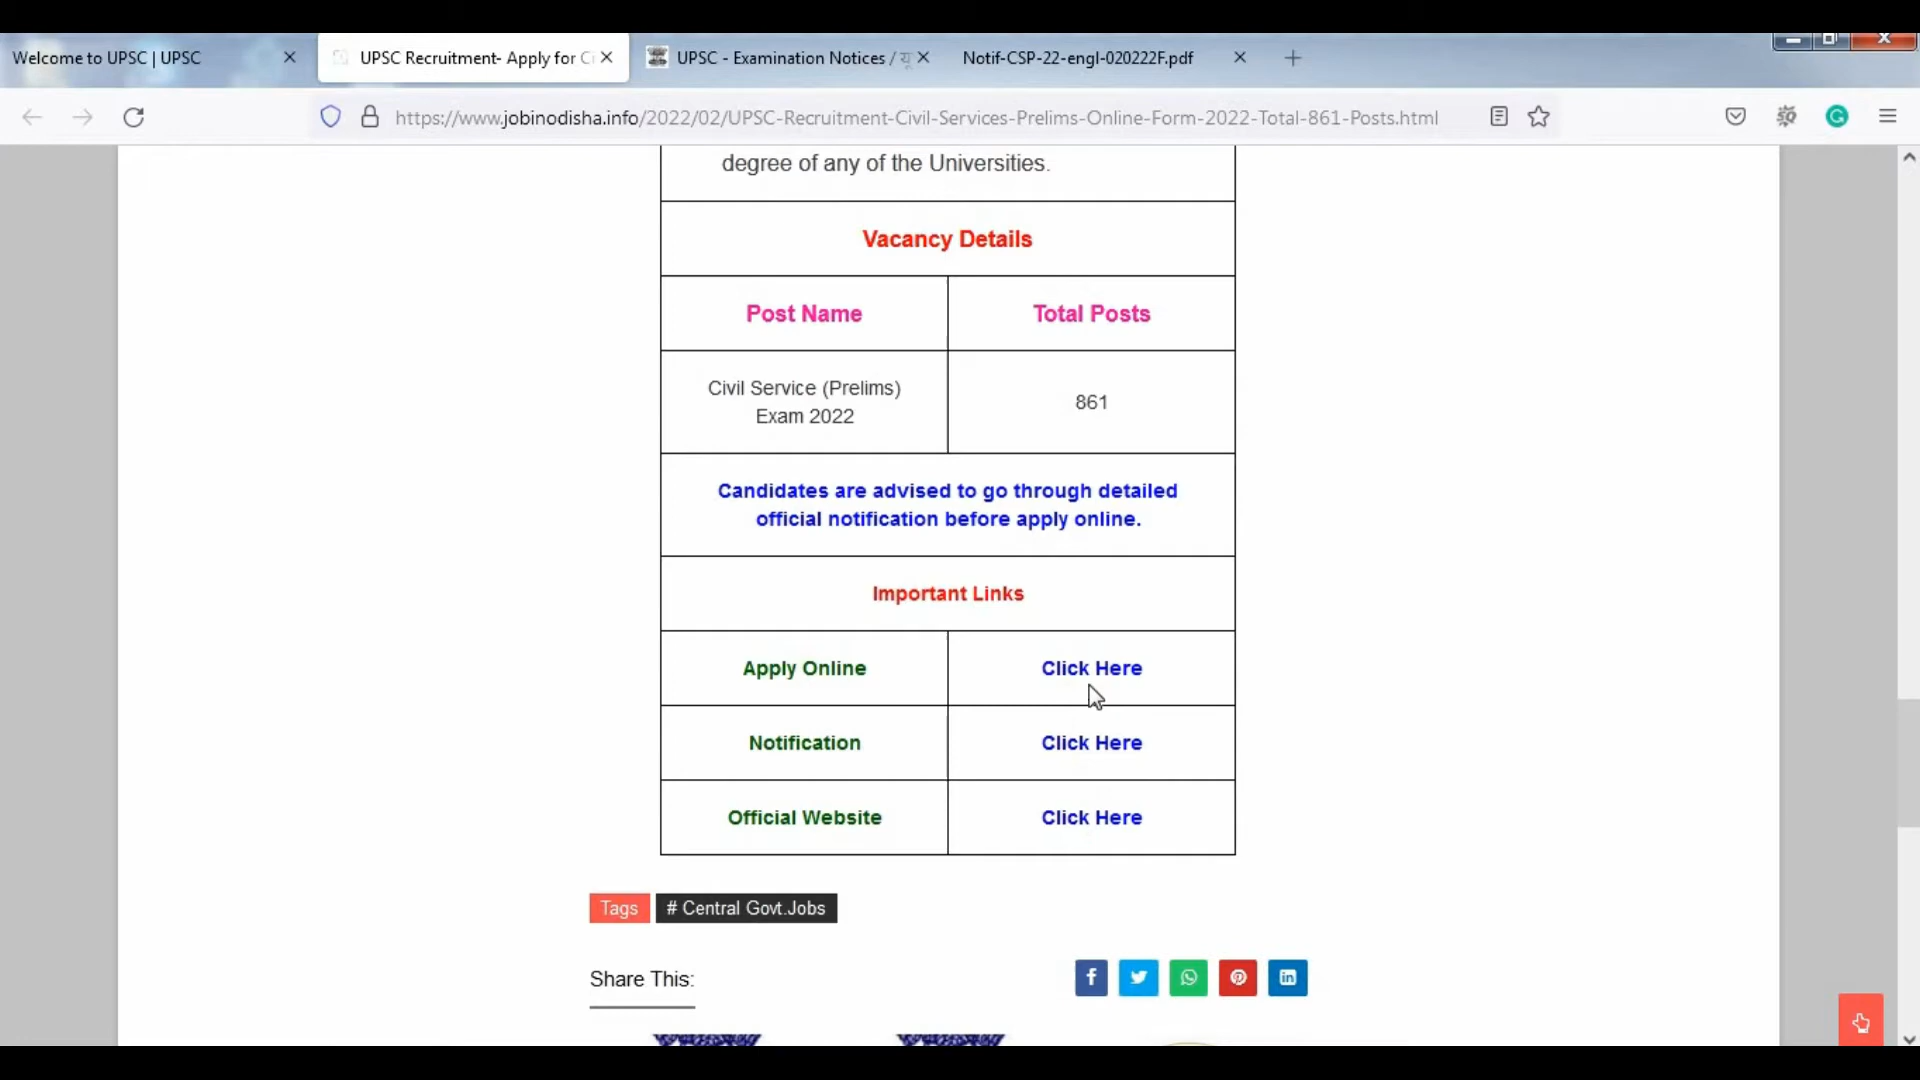 Welcome to UPSC | UPSC
UPSC Recruitment- Apply for C
UPSC - Examination Notices / यू
Notif-CSP-22-engl-020222F.pdf
https://www.jobinodisha.info/2022/02/UPSC-Recruitment-Civil-Services-Prelims-Online-Form-2022-Total-861-Posts.html
degree of any of the Universities.
Vacancy Details
Post Name
Total Posts
Civil Service (Prelims)
Exam 2022
861
Candidates are advised to go through detailed
official notification before apply online.
Important Links
Apply Online
Click Here
Notification
Click Here
Official Website
Click Here
Tags
# Central Govt.Jobs
Share This: